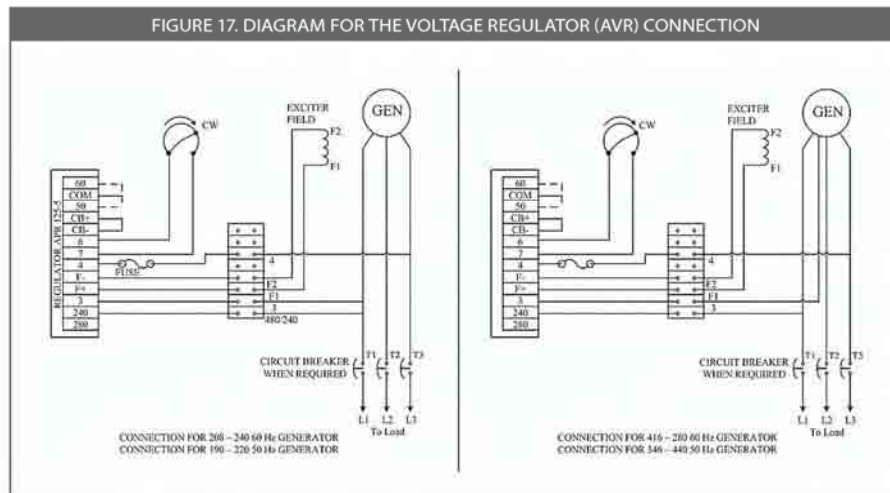 FIGURE 17. DIAGRAM FOR THE VOLTAGE REGULATOR (AVR) CONNECTION
GEN
EXCITER
FIELD
F2
F1
CW
REGULATOR APR 125-5
60
COM
50
CB+
CB-
6
7
4
F-
F+
3
240
280
FUSE
4
F2
F1
3
480/240
CIRCUIT BREAKER
WHEN REQUIRED
T1 T2 T3
L1 L2 L3
To Load
CONNECTION FOR 208 – 240 60 Hz GENERATOR
CONNECTION FOR 190 – 220 50 Hz GENERATOR
GEN
EXCITER
FIELD
F2
F1
CW
60
COM
50
CB+
CB-
6
7
4
F-
F+
3
240
280
4
F2
F1
3
CIRCUIT BREAKER
WHEN REQUIRED
T1 T2 T3
L1 L2 L3
To Load
CONNECTION FOR 416 – 280 60 Hz GENERATOR
CONNECTION FOR 346 – 440 50 Hz GENERATOR